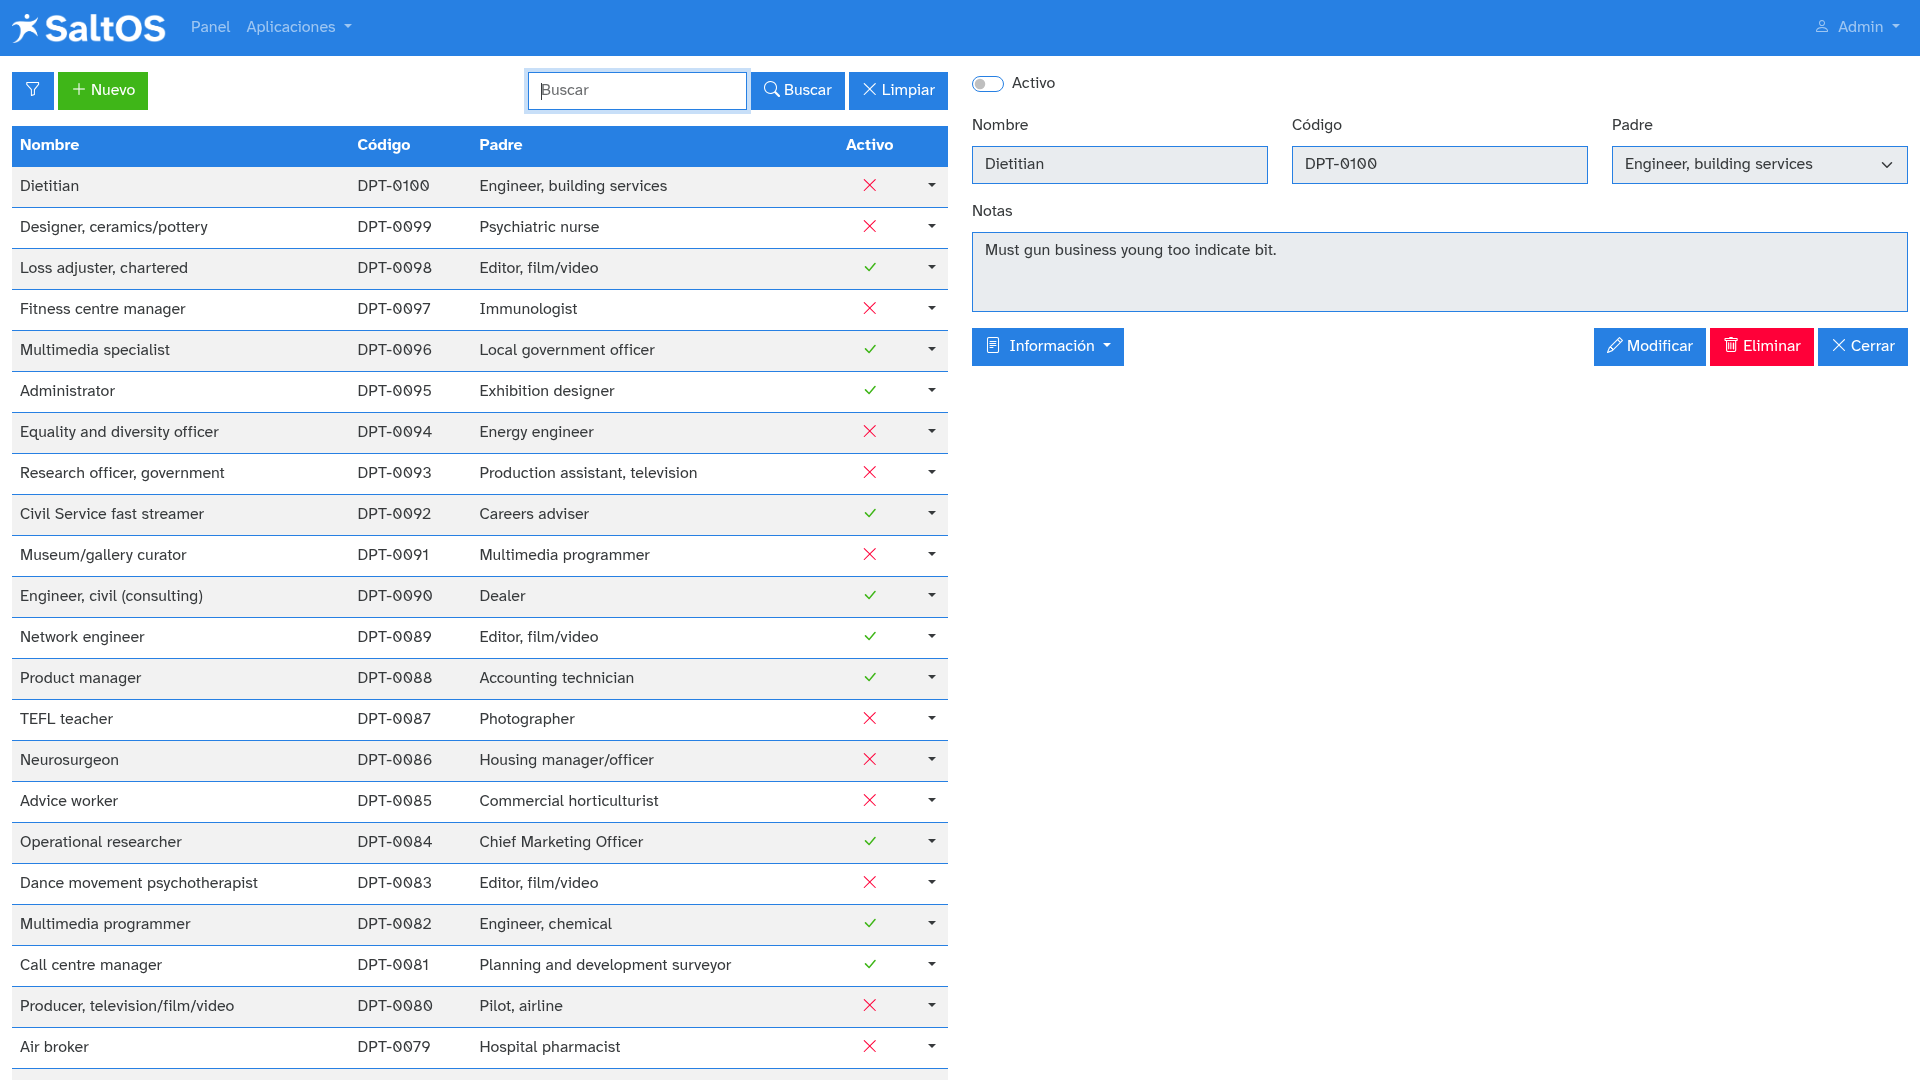 SaltOS Panel Aplicaciones Admin
Nuevo Buscar Buscar Limpiar
Nombre Código Padre Activo
Dietitian DPT-0100 Engineer, building services
Designer, ceramics/pottery DPT-0099 Psychiatric nurse
Loss adjuster, chartered DPT-0098 Editor, film/video
Fitness centre manager DPT-0097 Immunologist
Multimedia specialist DPT-0096 Local government officer
Administrator DPT-0095 Exhibition designer
Equality and diversity officer DPT-0094 Energy engineer
Research officer, government DPT-0093 Production assistant, television
Civil Service fast streamer DPT-0092 Careers adviser
Museum/gallery curator DPT-0091 Multimedia programmer
Engineer, civil (consulting) DPT-0090 Dealer
Network engineer DPT-0089 Editor, film/video
Product manager DPT-0088 Accounting technician
TEFL teacher DPT-0087 Photographer
Neurosurgeon DPT-0086 Housing manager/officer
Advice worker DPT-0085 Commercial horticulturist
Operational researcher DPT-0084 Chief Marketing Officer
Dance movement psychotherapist DPT-0083 Editor, film/video
Multimedia programmer DPT-0082 Engineer, chemical
Call centre manager DPT-0081 Planning and development surveyor
Producer, television/film/video DPT-0080 Pilot, airline
Air broker DPT-0079 Hospital pharmacist
Activo
Nombre Código Padre
Dietitian DPT-0100 Engineer, building services
Notas
Must gun business young too indicate bit.
Información Modificar Eliminar Cerrar